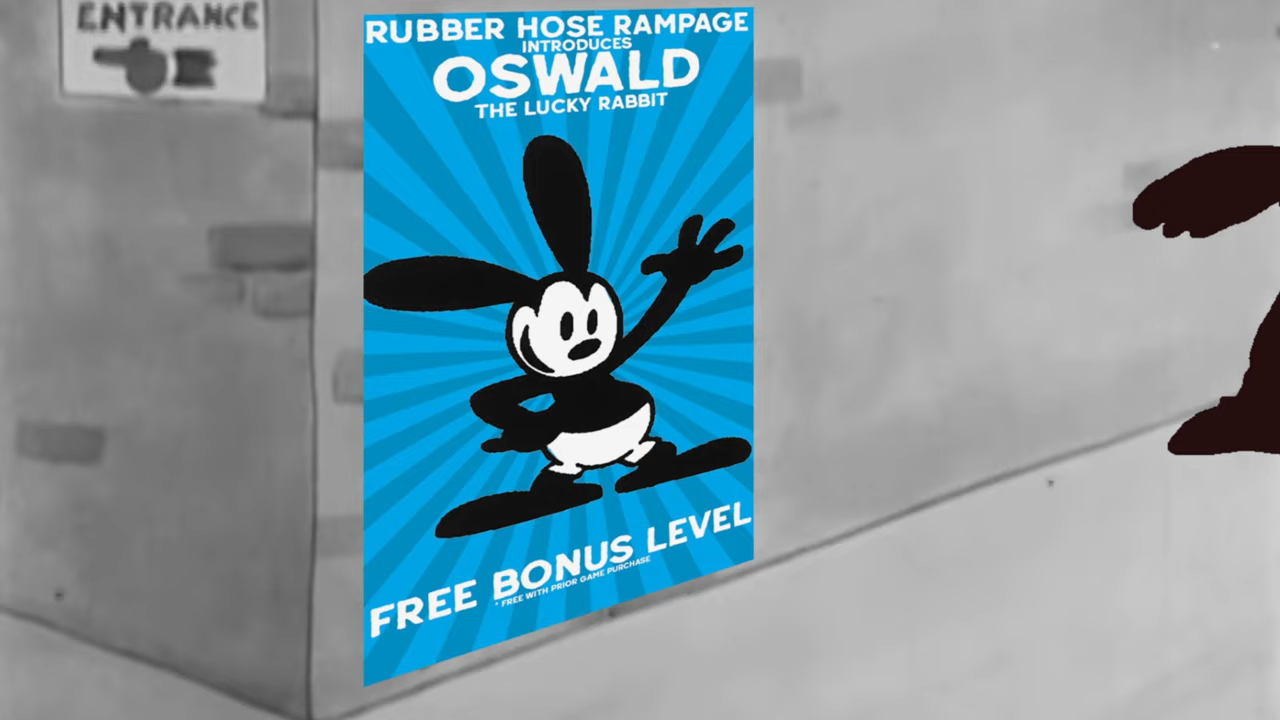 ENTRANCE
RUBBER HOSE RAMPAGE
INTRODUCES
OSWALD
THE LUCKY RABBIT
FREE BONUS LEVEL
* FREE WITH PRIOR GAME PURCHASE